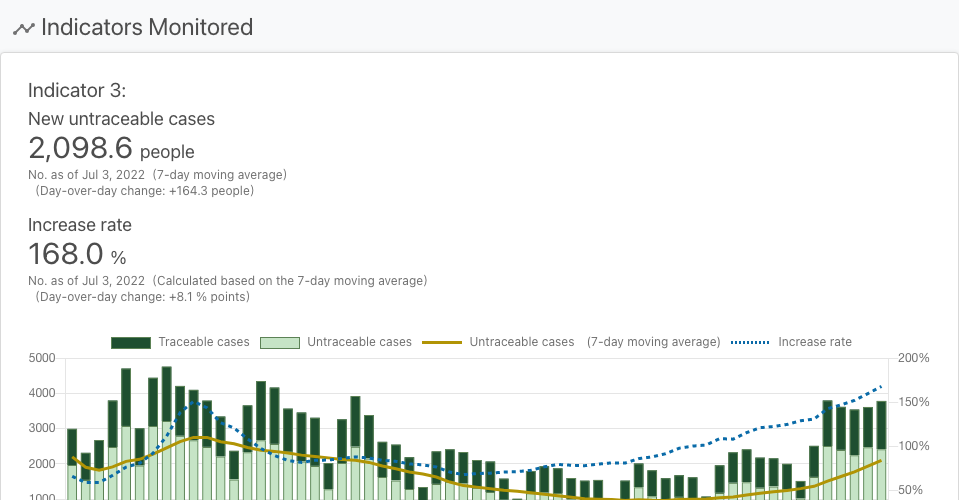 Indicators Monitored
Indicator 3:
New untraceable cases
2,098.6 people
No. as of Jul 3, 2022 (7-day moving average)
(Day-over-day change: +164.3 people)
Increase rate
168.0 %
No. as of Jul 3, 2022 (Calculated based on the 7-day moving average)
(Day-over-day change: +8.1 % points)
Traceable cases Untraceable cases Untraceable cases (7-day moving average) Increase rate
5000 200%
4000
150%
3000
100%
2000
50%
1000